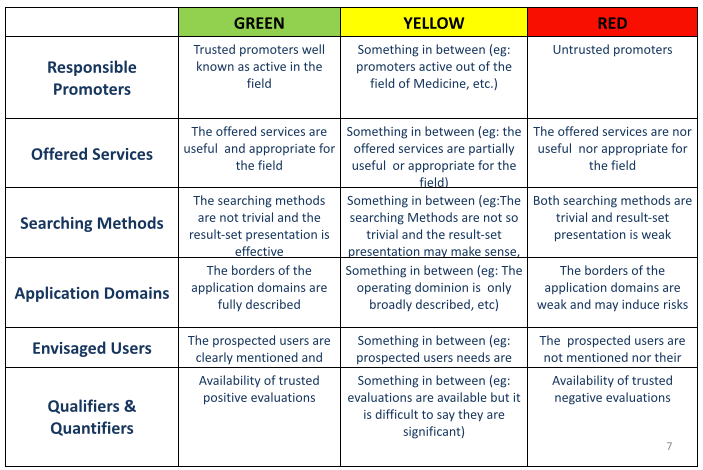 GREEN YELLOW RED
Responsible
Promoters
Trusted promoters well
known as active in the
field
Something in between (eg:
promoters active out of the
field of Medicine, etc.)
Untrusted promoters
Offered Services
The offered services are
useful and appropriate for
the field
Something in between (eg: the
offered services are partially
useful or appropriate for the
field)
The offered services are nor
useful nor appropriate for
the field
Searching Methods
The searching methods
are not trivial and the
result-set presentation is
effective
Something in between (eg:The
searching Methods are not so
trivial and the result-set
presentation may make sense,
Both searching methods are
trivial and result-set
presentation is weak
Application Domains
The borders of the
application domains are
fully described
Something in between (eg: The
operating dominion is only
broadly described, etc)
The borders of the
application domains are
weak and may induce risks
Envisaged Users
The prospected users are
clearly mentioned and
Something in between (eg:
prospected users needs are
The prospected users are
not mentioned nor their
Qualifiers &
Quantifiers
Availability of trusted
positive evaluations
Something in between (eg:
evaluations are available but it
is difficult to say they are
significant)
Availability of trusted
negative evaluations
7